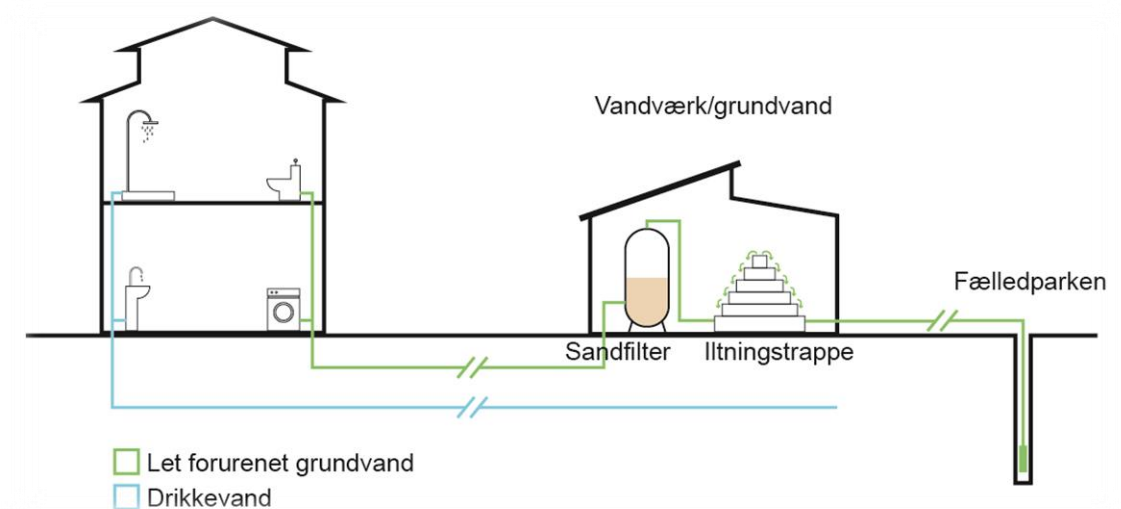 Vandværk/grundvand
Fælledparken
Sandfilter
Iltningstrappe
Let forurenet grundvand
Drikkevand